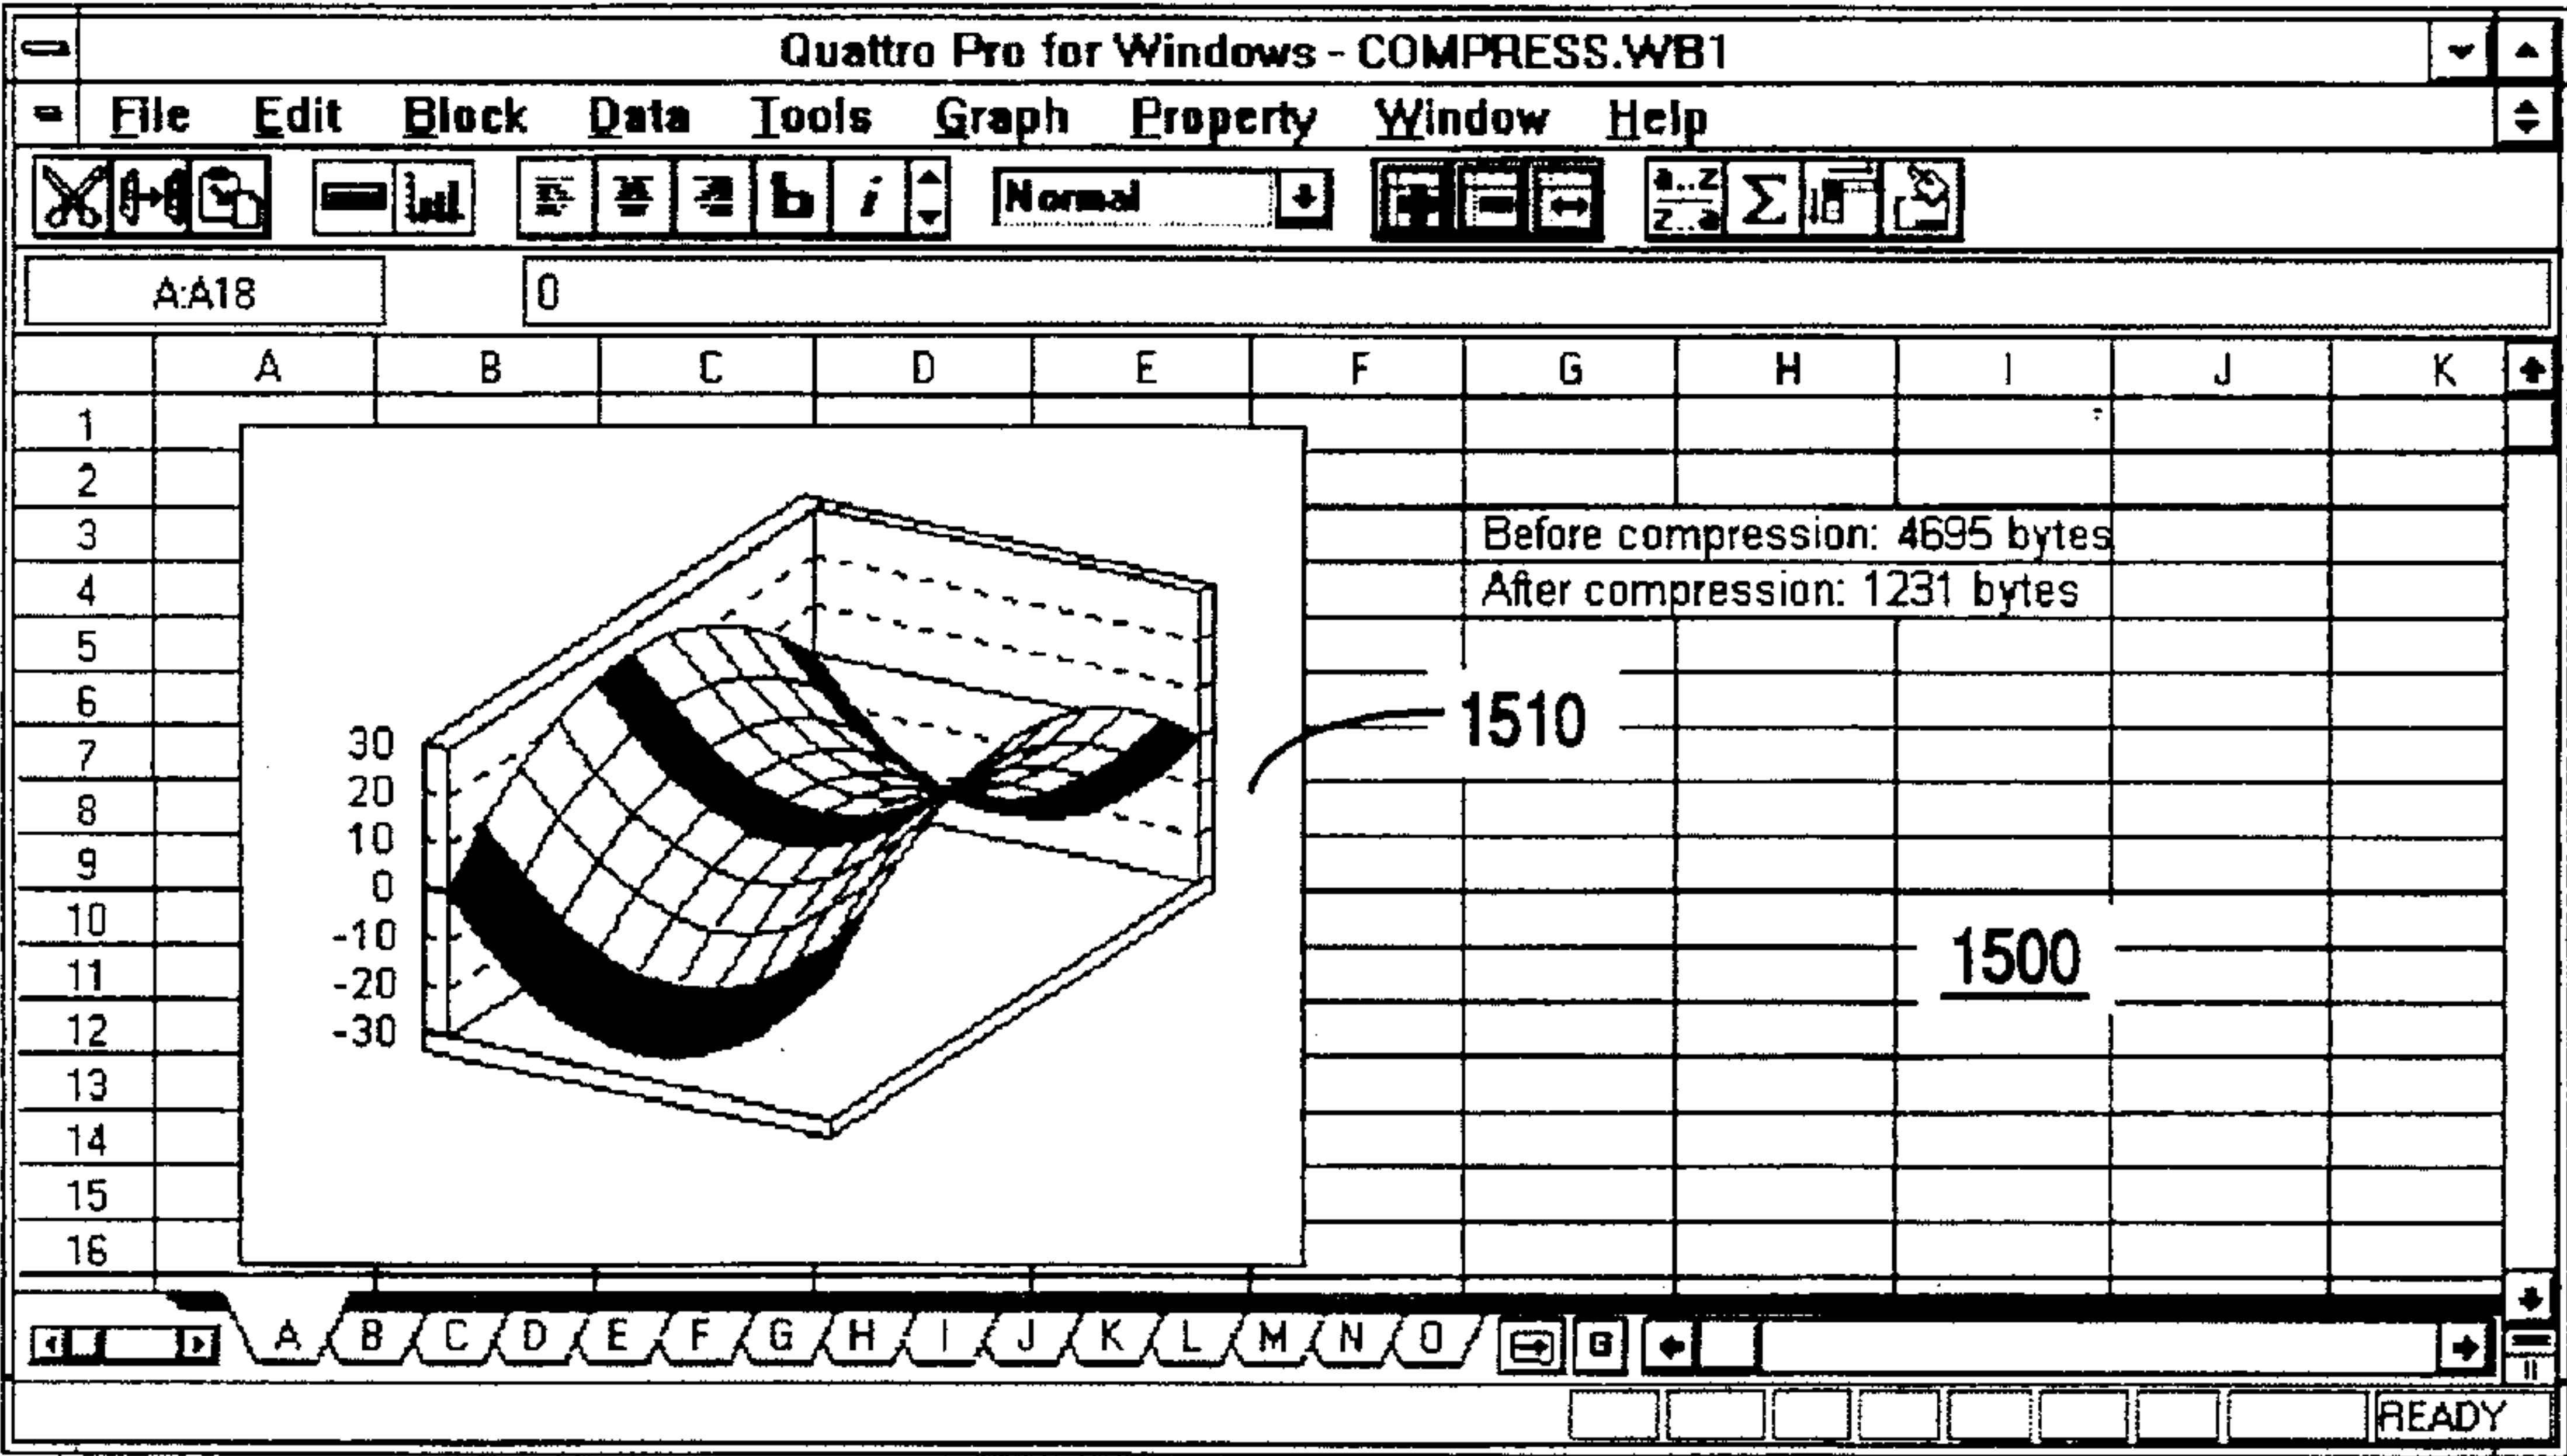 Quattro Pro for Windows - COMPRESS.WB1
File Edit Block Data Tools Graph Property Window Help
b i Normal a..z z..a Σ
A:A18 0
A B C D E F G H I J K
1
2
3 Before compression: 4695 bytes
4 After compression: 1231 bytes
5
6 1510
7 30
8 20
9 10
10 0
11 -10 1500
12 -20
13 -30
14
15
16
A B C D E F G H I J K L M N O G
READY